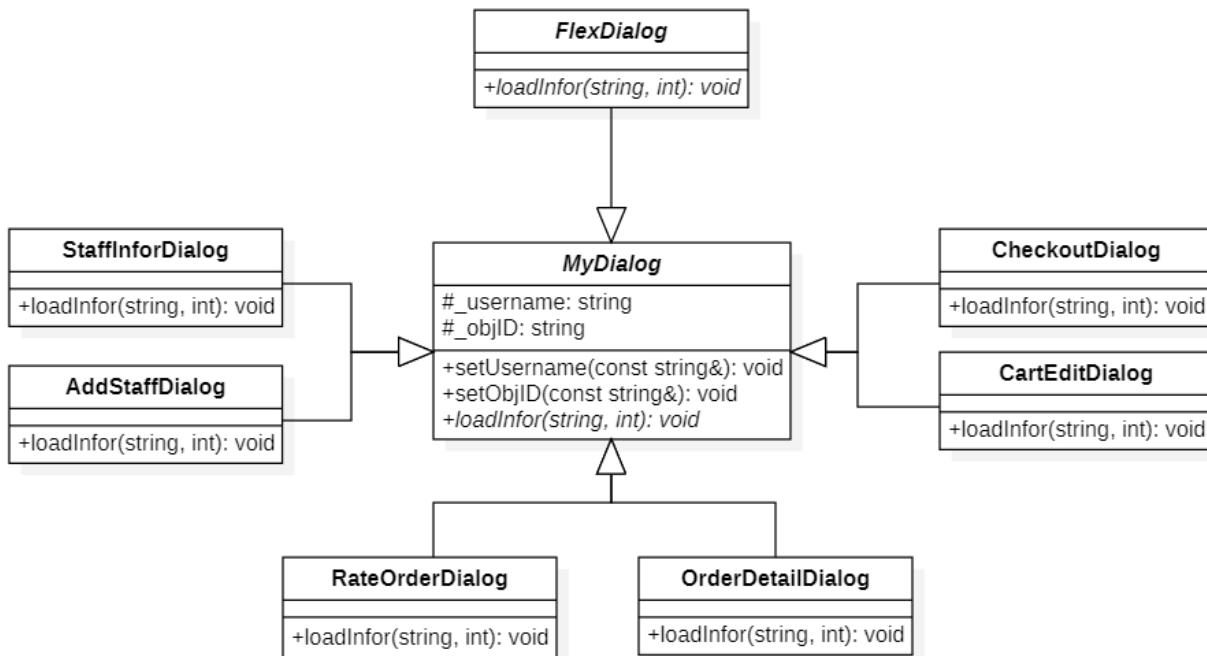 FlexDialog
+loadInfor(string, int): void
StaffInforDialog
+loadInfor(string, int): void
AddStaffDialog
+loadInfor(string, int): void
MyDialog
#_username: string
#_objID: string
+setUsername(const string&): void
+setObjID(const string&): void
+loadInfor(string, int): void
CheckoutDialog
+loadInfor(string, int): void
CartEditDialog
+loadInfor(string, int): void
RateOrderDialog
+loadInfor(string, int): void
OrderDetailDialog
+loadInfor(string, int): void